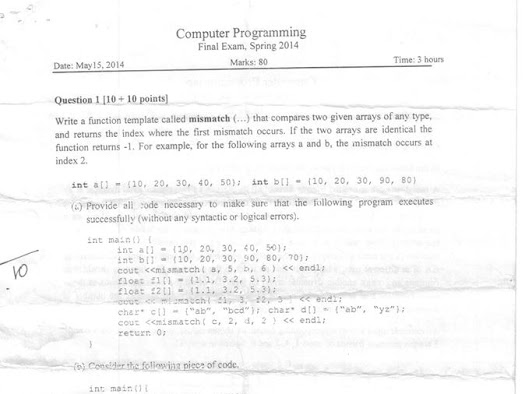 Computer Programming
Final Exam, Spring 2014
Date: May15, 2014 Marks: 80 Time: 3 hours
Question 1 [10 + 10 points]
Write a function template called mismatch (...) that compares two given arrays of any type,
and returns the index where the first mismatch occurs. If the two arrays are identical the
function returns -1. For example, for the following arrays a and b, the mismatch occurs at
index 2.
int a[] = {10, 20, 30, 40, 50}; int b[] = {10, 20, 30, 90, 80}
(a) Provide all code necessary to make sure that the following program executes
successfully (without any syntactic or logical errors).
int main() {
int a[] = {10, 20, 30, 40, 50};
int b[] = {10, 20, 30, 90, 80, 70};
cout <<mismatch( a, 5, b, 6 ) << endl;
float f1[] = {1.1, 3.2, 5.3};
float f2[] = {1.1, 3.2, 5.3};
cout << mismatch( f1, 3, f2, 3 ) << endl;
char* c[] = {"ab", "bcd"}; char* d[] = {"ab", "yz"};
cout <<mismatch( c, 2, d, 2 ) << endl;
return 0;
}
10
(b) Consider the following piece of code.
int main(){